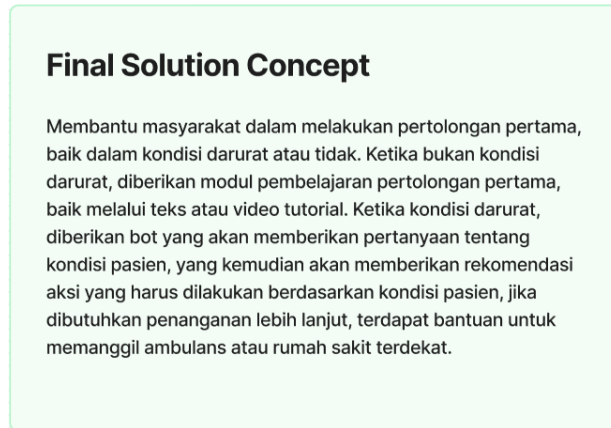 Final Solution Concept
Membantu masyarakat dalam melakukan pertolongan pertama,
baik dalam kondisi darurat atau tidak. Ketika bukan kondisi
darurat, diberikan modul pembelajaran pertolongan pertama,
baik melalui teks atau video tutorial. Ketika kondisi darurat,
diberikan bot yang akan memberikan pertanyaan tentang
kondisi pasien, yang kemudian akan memberikan rekomendasi
aksi yang harus dilakukan berdasarkan kondisi pasien, jika
dibutuhkan penanganan lebih lanjut, terdapat bantuan untuk
memanggil ambulans atau rumah sakit terdekat.